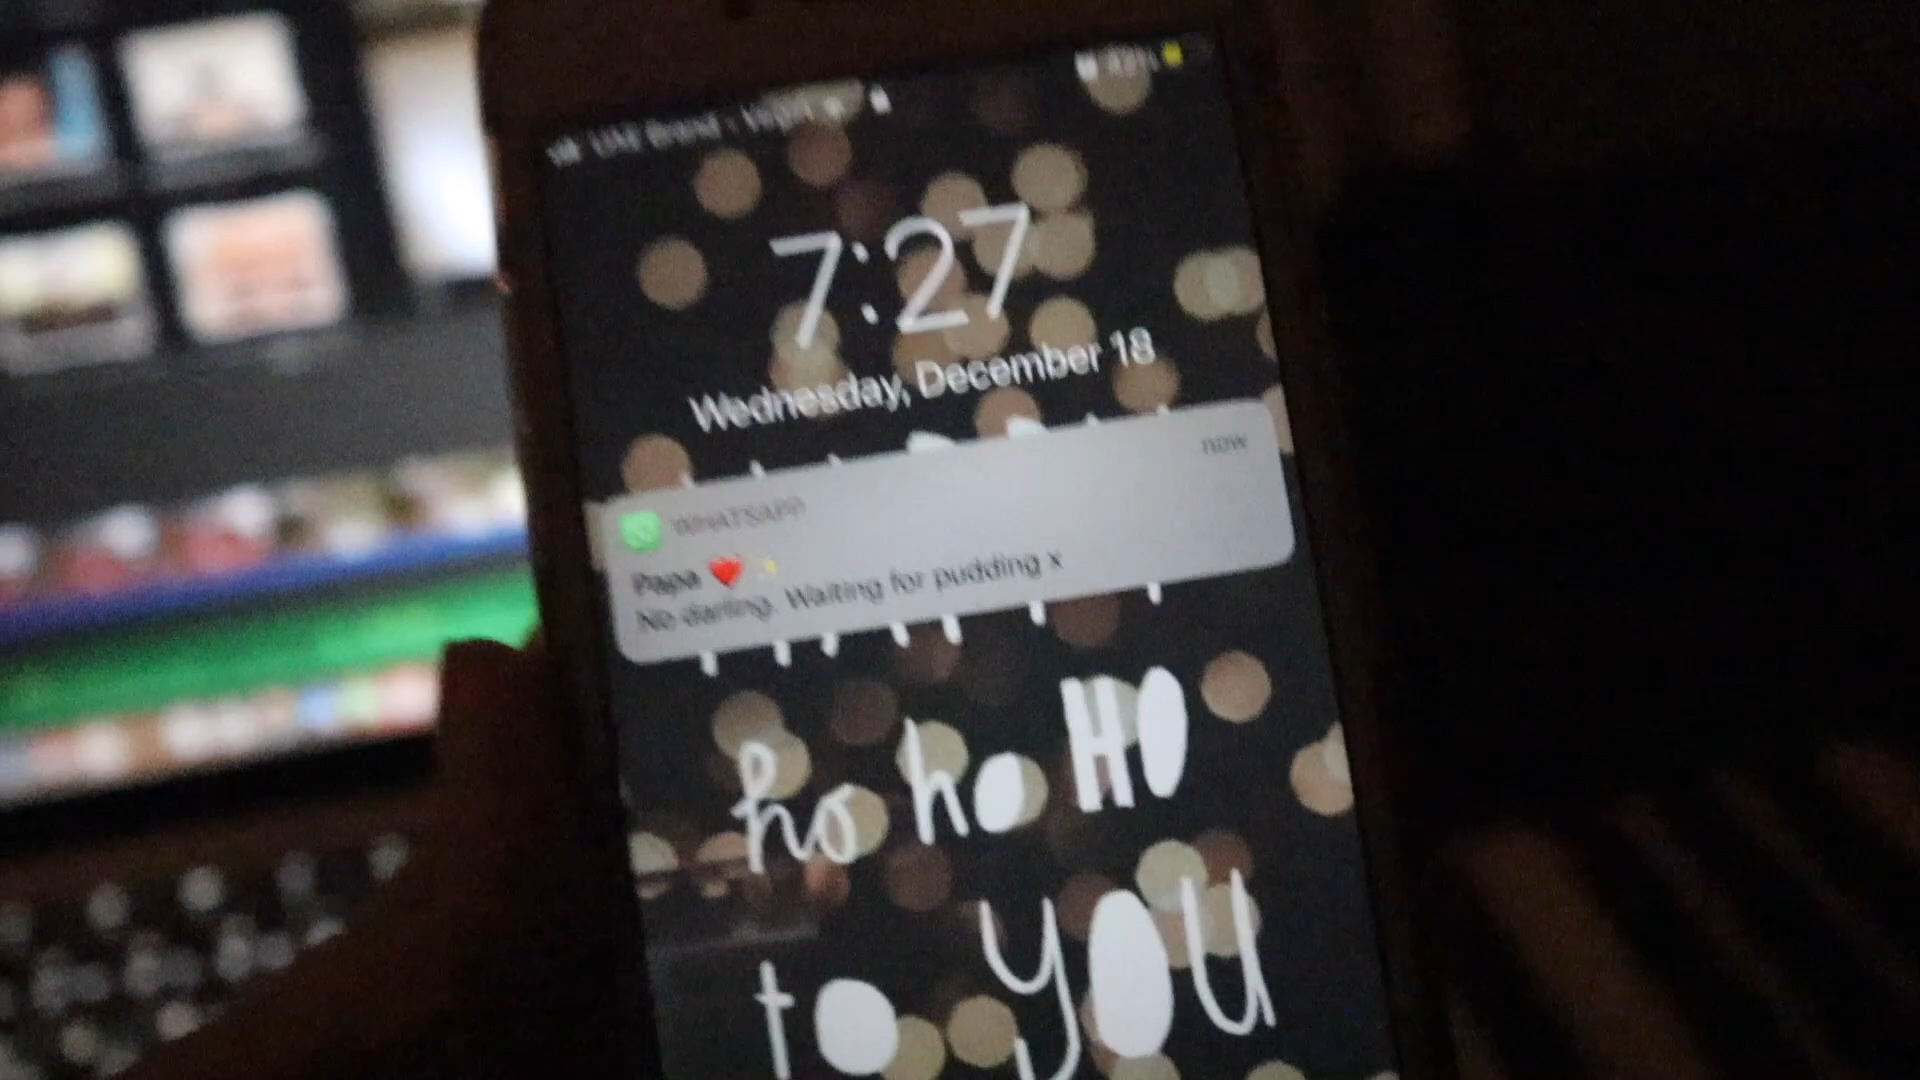 7:27
Wednesday, December 18
WHATSAPP
now
Papa ❤️✨
No darling. Waiting for pudding x
ho ho HO
to yOU